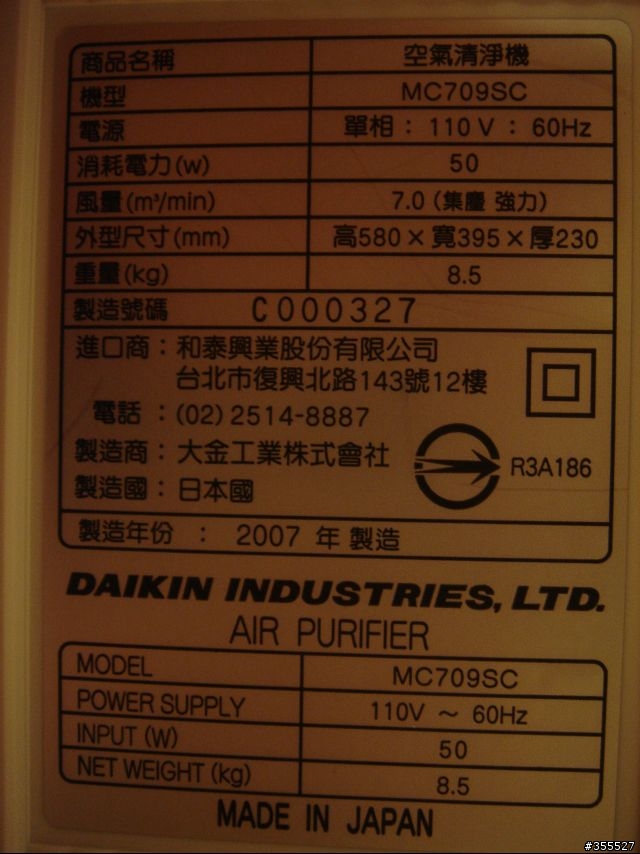 商品名稱 空氣清淨機
機型 MC709SC
電源 單相：110V：60Hz
消耗電力(w) 50
風量(m³/min) 7.0 (集塵 強力)
外型尺寸(mm) 高580×寬395×厚230
重量(kg) 8.5
製造號碼 C000327
進口商：和泰興業股份有限公司
台北市復興北路143號12樓
電話：(02)2514-8887
製造商：大金工業株式會社
R3A186
製造國：日本國
製造年份 ： 2007 年 製造
DAIKIN INDUSTRIES, LTD.
AIR PURIFIER
MODEL MC709SC
POWER SUPPLY 110V ～ 60Hz
INPUT (W) 50
NET WEIGHT (kg) 8.5
MADE IN JAPAN
#355527